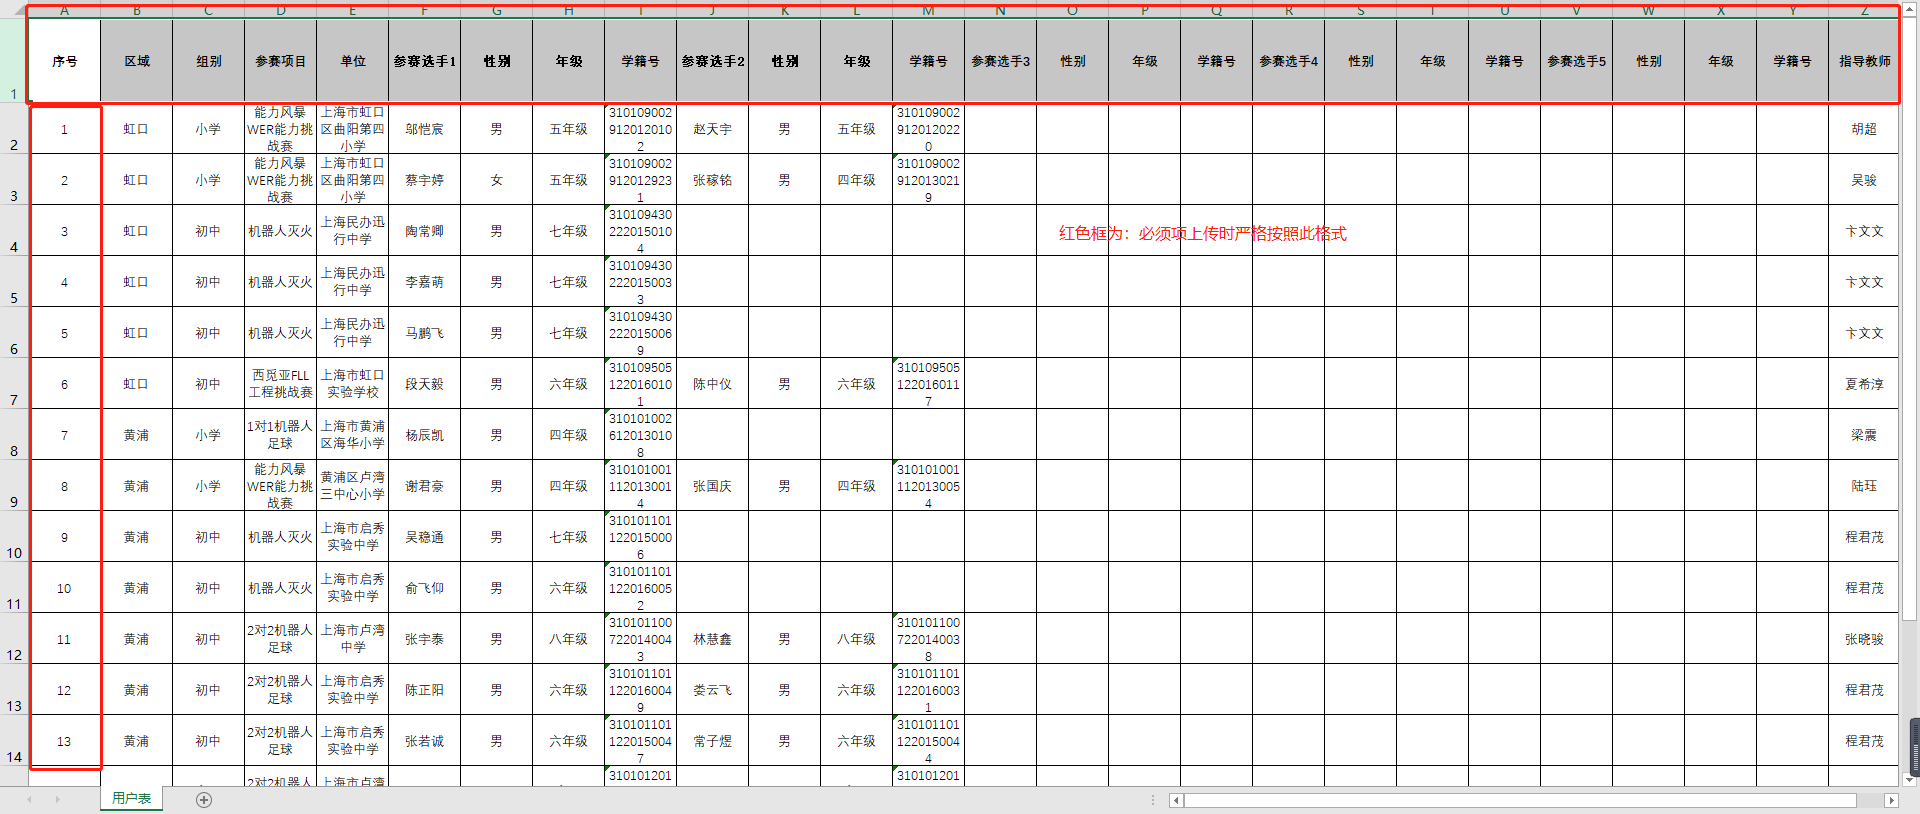 A B C D E F G H I J K L M N O P Q R S T U V W X Y Z
1 序号 区域 组别 参赛项目 单位 参赛选手1 性别 年级 学籍号 参赛选手2 性别 年级 学籍号 参赛选手3 性别 年级 学籍号 参赛选手4 性别 年级 学籍号 参赛选手5 性别 年级 学籍号 指导教师
2 1 虹口 小学 能力风暴WER能力挑战赛 上海市虹口区曲阳第四小学 邬恺宸 男 五年级 3101090029120120102 赵天宇 男 五年级 3101090029120120220 胡超
3 2 虹口 小学 能力风暴WER能力挑战赛 上海市虹口区曲阳第四小学 蔡宇婷 女 五年级 3101090029120129231 张稼铭 男 四年级 3101090029120130219 吴骏
4 3 虹口 初中 机器人灭火 上海民办迅行中学 陶常卿 男 七年级 3101094302220150104 卞文文
红色框为：必须项上传时严格按照此格式
5 4 虹口 初中 机器人灭火 上海民办迅行中学 李嘉萌 男 七年级 3101094302220150033 卞文文
6 5 虹口 初中 机器人灭火 上海民办迅行中学 马鹏飞 男 七年级 3101094302220150069 卞文文
7 6 虹口 初中 西觅亚FLL工程挑战赛 上海市虹口实验学校 段天毅 男 六年级 3101095051220160101 陈中仪 男 六年级 3101095051220160117 夏希淳
8 7 黄浦 小学 1对1机器人足球 上海市黄浦区海华小学 杨辰凯 男 四年级 3101010026120130108 梁震
9 8 黄浦 小学 能力风暴WER能力挑战赛 黄浦区卢湾三中心小学 谢君豪 男 四年级 3101010011120130014 张国庆 男 四年级 3101010011120130054 陆珏
10 9 黄浦 初中 机器人灭火 上海市启秀实验中学 吴稳通 男 七年级 3101011011220150006 程君茂
11 10 黄浦 初中 机器人灭火 上海市启秀实验中学 俞飞仰 男 六年级 3101011011220160052 程君茂
12 11 黄浦 初中 2对2机器人足球 上海市卢湾中学 张宇泰 男 八年级 3101011007220140043 林慧鑫 男 八年级 3101011007220140038 张晓骏
13 12 黄浦 初中 2对2机器人足球 上海市启秀实验中学 陈正阳 男 六年级 3101011011220160049 娄云飞 男 六年级 3101011011220160031 程君茂
14 13 黄浦 初中 2对2机器人足球 上海市启秀实验中学 张若诚 男 六年级 3101011011220150047 常子煜 男 六年级 3101011011220150044 程君茂
2对2机器人 上海市卢湾 310101201 310101201
用户表